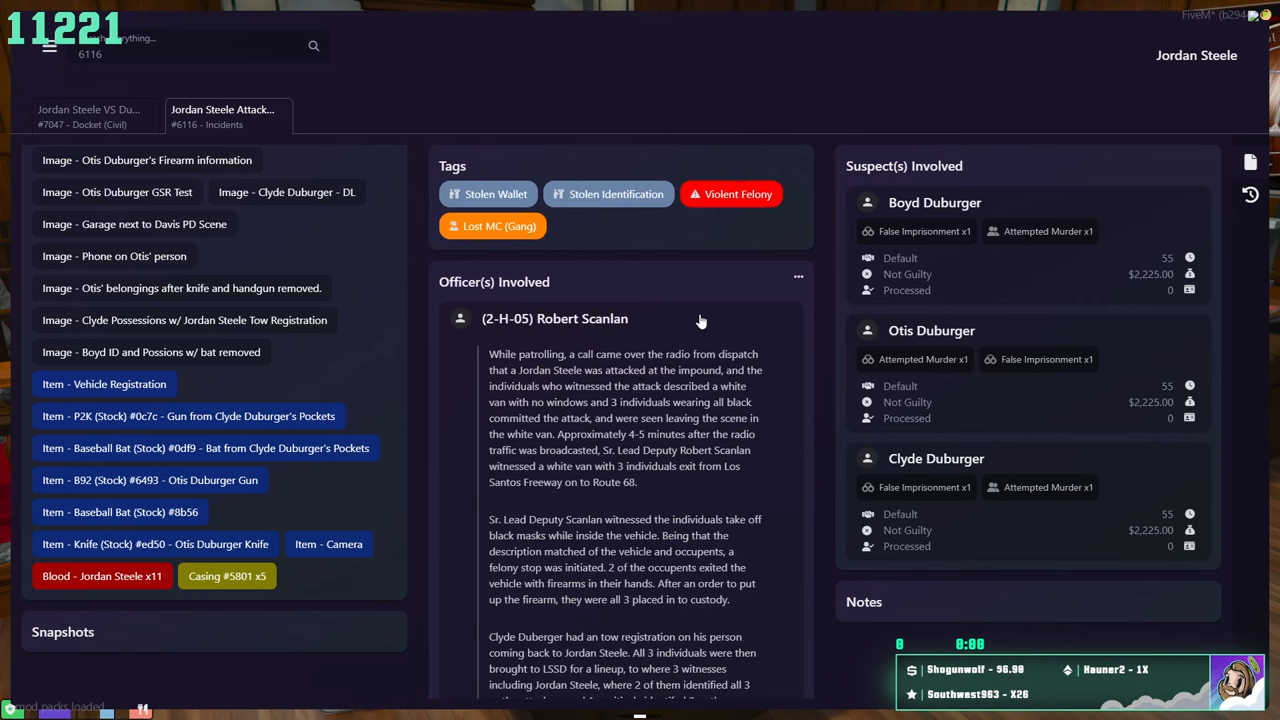 11221
FiveM* (b294
6116
Jordan Steele
Jordan Steele VS Du...
#7047 - Docket (Civil)
Jordan Steele Attack...
#6116 - Incidents
Image - Otis Duburger's Firearm information
Image - Otis Duburger GSR Test
Image - Clyde Duburger - DL
Image - Garage next to Davis PD Scene
Image - Phone on Otis' person
Image - Otis' belongings after knife and handgun removed.
Image - Clyde Possessions w/ Jordan Steele Tow Registration
Image - Boyd ID and Possions w/ bat removed
Item - Vehicle Registration
Item - P2K (Stock) #0c7c - Gun from Clyde Duburger's Pockets
Item - Baseball Bat (Stock) #0df9 - Bat from Clyde Duburger's Pockets
Item - B92 (Stock) #6493 - Otis Duburger Gun
Item - Baseball Bat (Stock) #8b56
Item - Knife (Stock) #ed50 - Otis Duburger Knife
Item - Camera
Blood - Jordan Steele x11
Casing #5801 x5
Snapshots
Tags
Stolen Wallet
Stolen Identification
Violent Felony
Lost MC (Gang)
Officer(s) Involved
(2-H-05) Robert Scanlan
While patrolling, a call came over the radio from dispatch
that a Jordan Steele was attacked at the impound, and the
individuals who witnessed the attack described a white
van with no windows and 3 individuals wearing all black
committed the attack, and were seen leaving the scene in
the white van. Approximately 4-5 minutes after the radio
traffic was broadcasted, Sr. Lead Deputy Robert Scanlan
witnessed a white van with 3 individuals exit from Los
Santos Freeway on to Route 68.
Sr. Lead Deputy Scanlan witnessed the individuals take off
black masks while inside the vehicle. Being that the
description matched of the vehicle and occupents, a
felony stop was initiated. 2 of the occupents exited the
vehicle with firearms in their hands. After an order to put
up the firearm, they were all 3 placed in to custody.
Clyde Duberger had an tow registration on his person
coming back to Jordan Steele. All 3 individuals were then
brought to LSSD for a lineup, to where 3 witnesses
including Jordan Steele, where 2 of them identified all 3
Suspect(s) Involved
Boyd Duburger
False Imprisonment x1
Attempted Murder x1
Default
55
Not Guilty
$2,225.00
Processed
0
Otis Duburger
Attempted Murder x1
False Imprisonment x1
Default
55
Not Guilty
$2,225.00
Processed
0
Clyde Duburger
False Imprisonment x1
Attempted Murder x1
Default
55
Not Guilty
$2,225.00
Processed
0
Notes
0
0:00
Shogunwolf - $6.90
Hauner2 - 1X
Southwest963 - X26
mod packs loaded